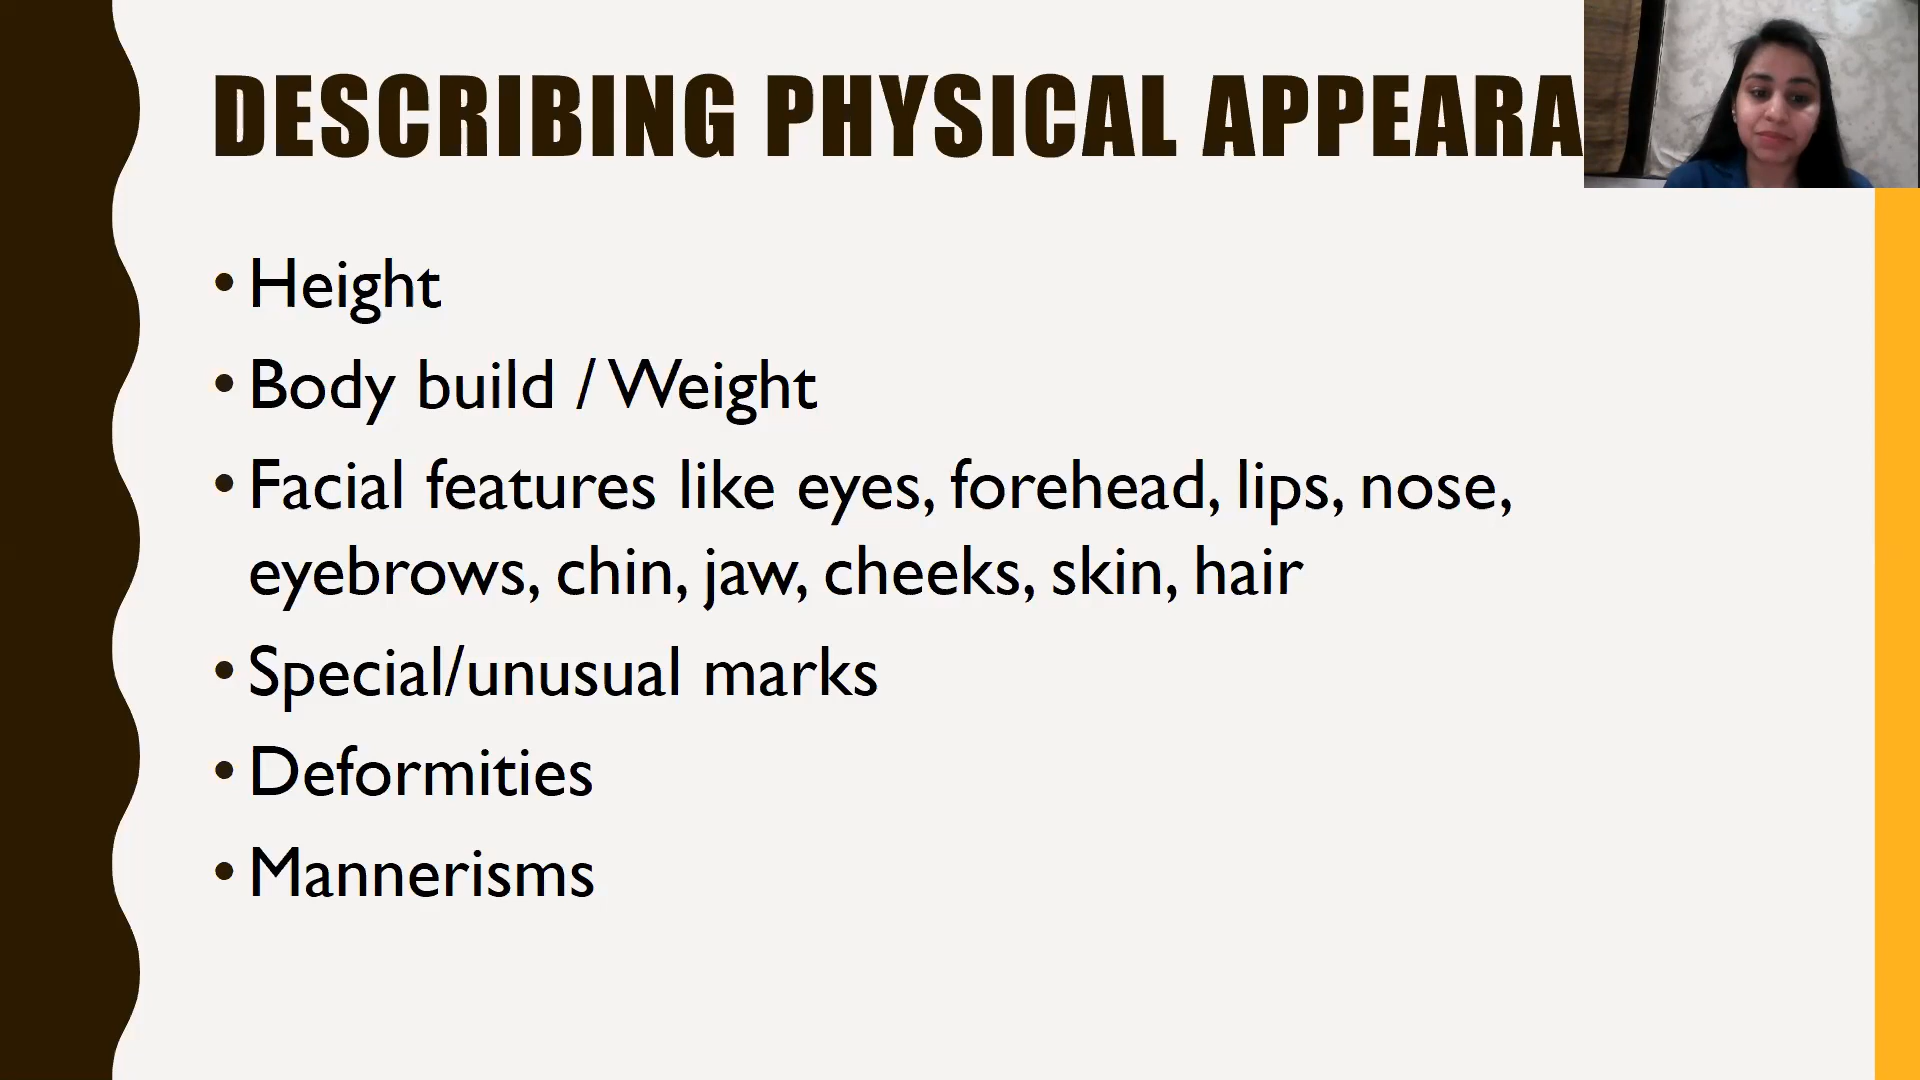 DESCRIBING PHYSICAL APPEARA
• Height
• Body build / Weight
• Facial features like eyes, forehead, lips, nose,
eyebrows, chin, jaw, cheeks, skin, hair
• Special/unusual marks
• Deformities
• Mannerisms